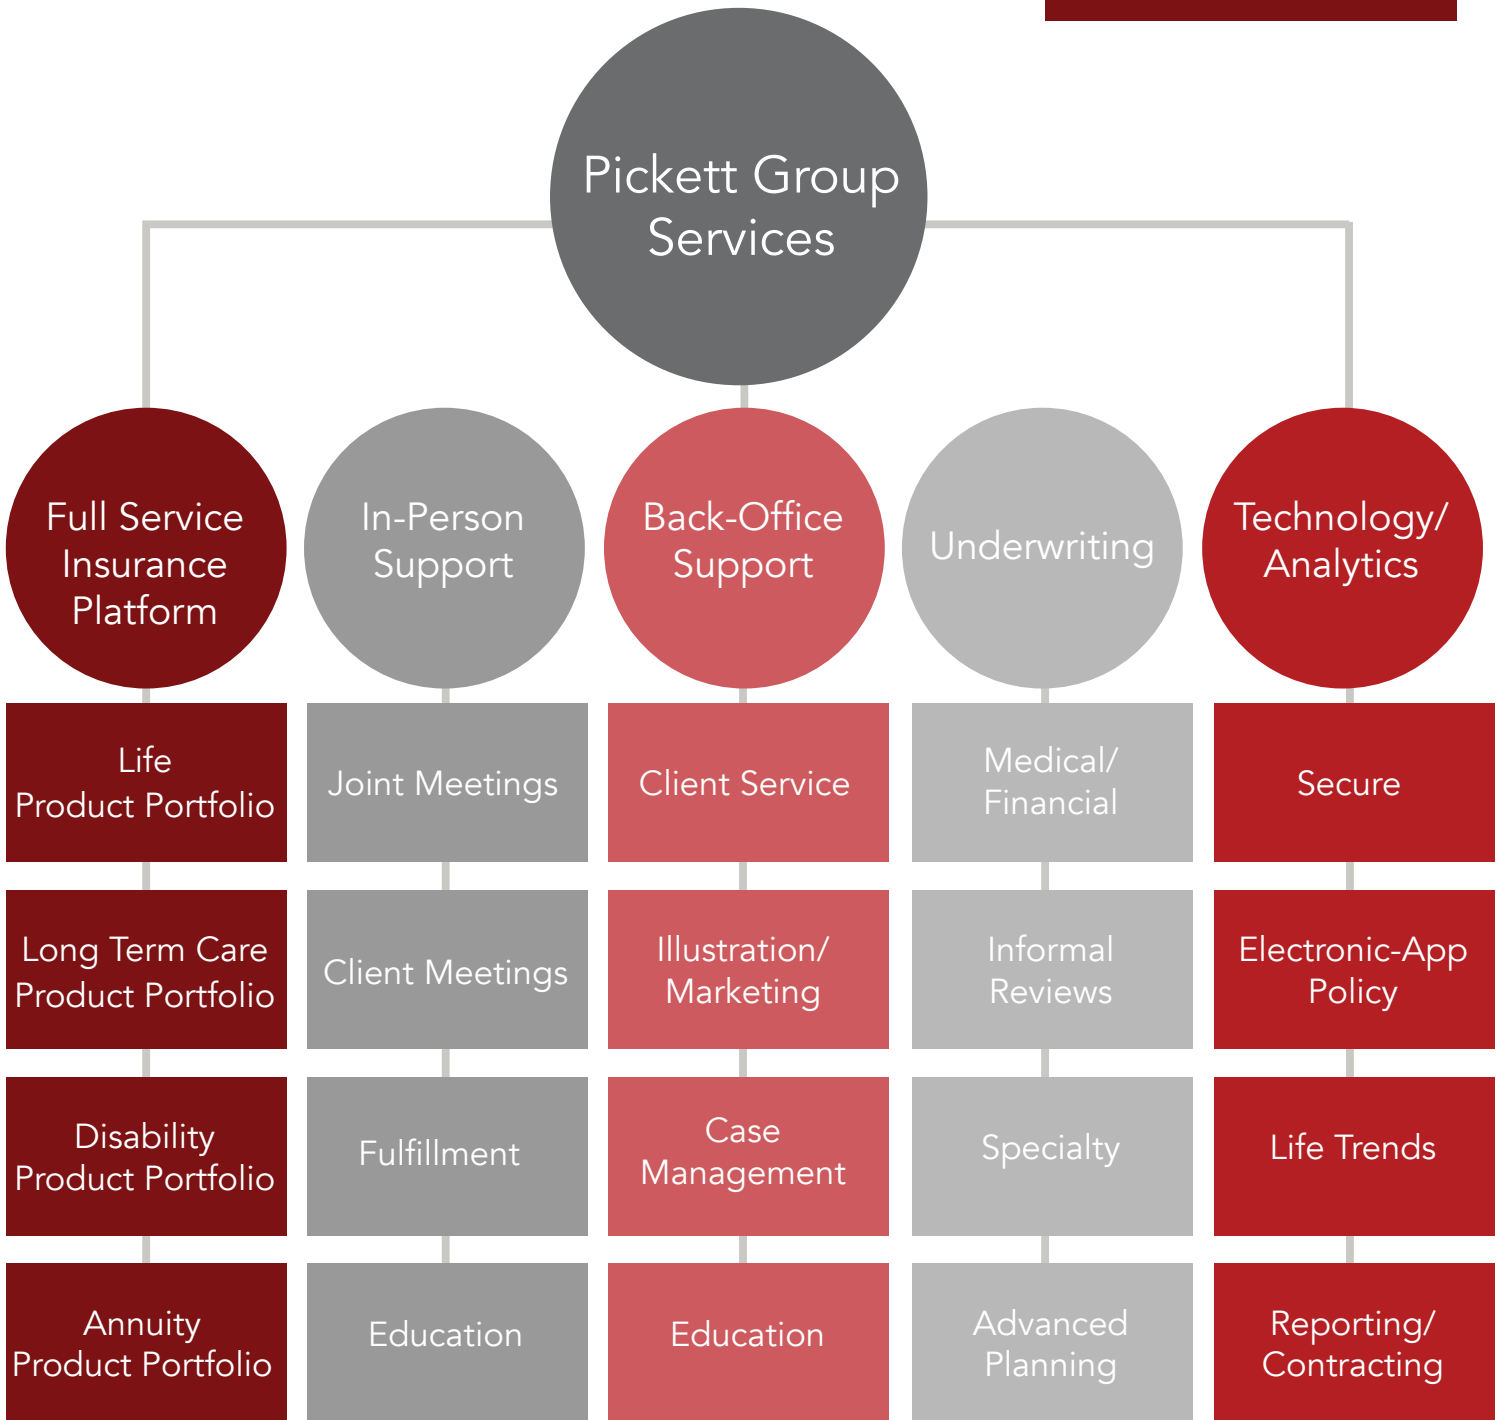 Pickett Group
Services
Full Service
Insurance
Platform
In-Person
Support
Back-Office
Support
Underwriting
Technology/
Analytics
Life
Product Portfolio
Joint Meetings
Client Service
Medical/
Financial
Secure
Long Term Care
Product Portfolio
Client Meetings
Illustration/
Marketing
Informal
Reviews
Electronic-App
Policy
Disability
Product Portfolio
Fulfillment
Case
Management
Specialty
Life Trends
Annuity
Product Portfolio
Education
Education
Advanced
Planning
Reporting/
Contracting